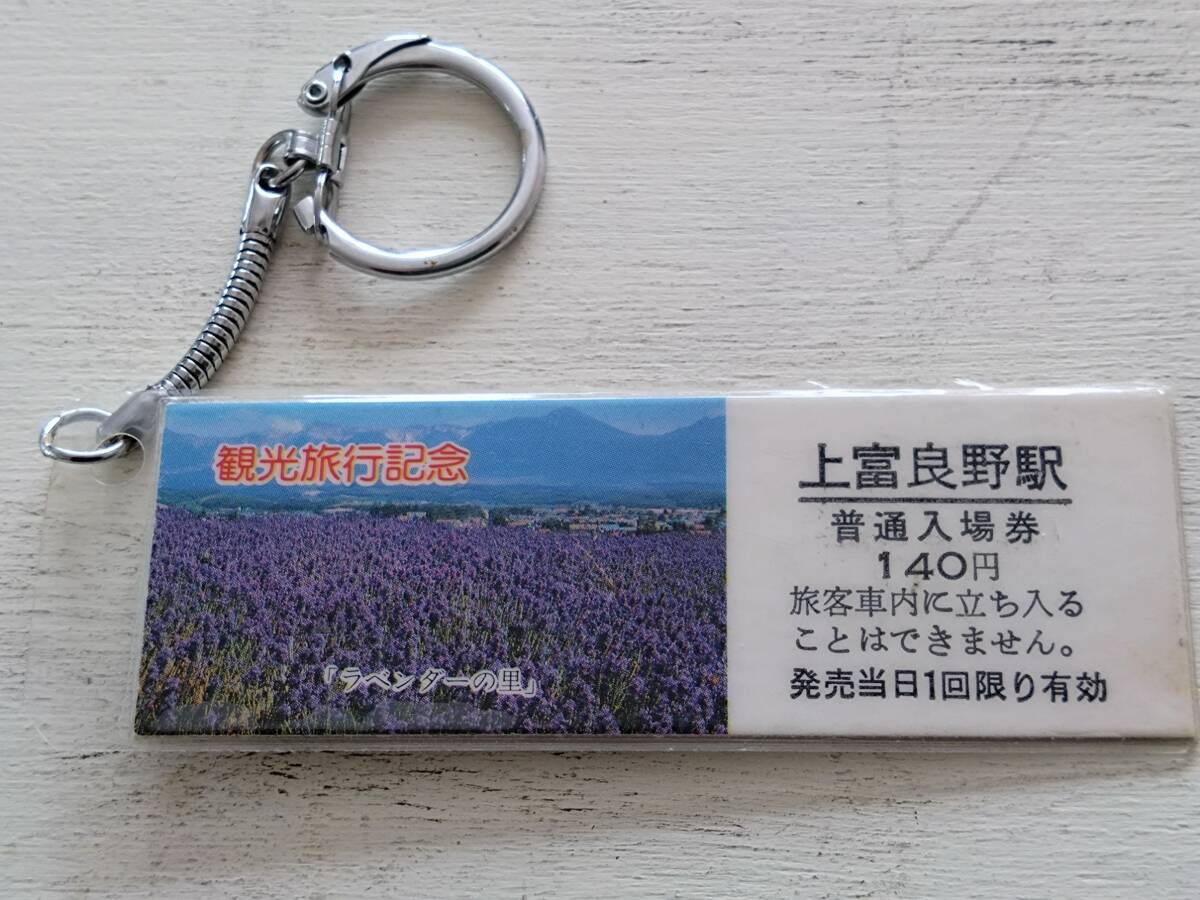 観光旅行記念
「ラベンダーの里」
上富良野駅
普通入場券
140円
旅客車内に立ち入る
ことはできません。
発売当日1回限り有効